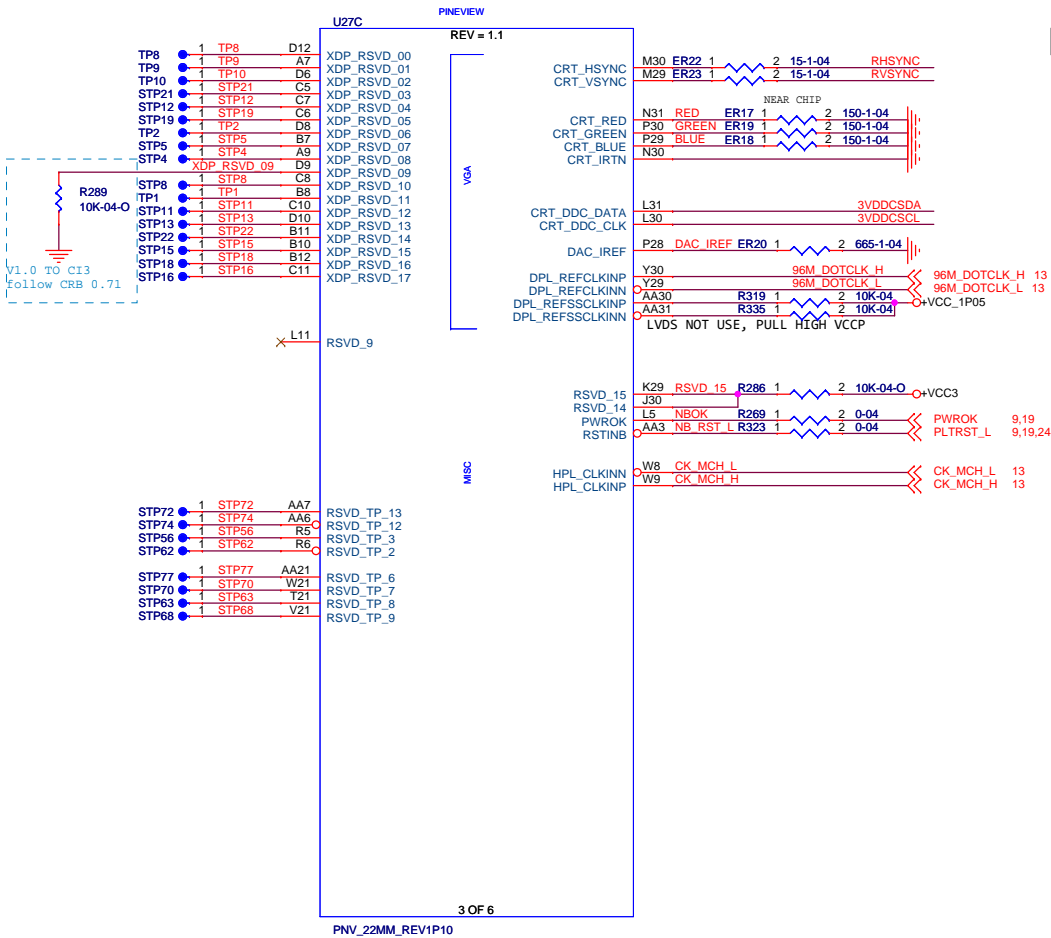 PINEVIEW
U27C
REV = 1.1
TP8 1 TP8 D12 XDP_RSVD_00
TP9 1 TP9 A7 XDP_RSVD_01
TP10 1 TP10 D6 XDP_RSVD_02
STP21 1 STP21 C5 XDP_RSVD_03
STP12 1 STP12 C7 XDP_RSVD_04
STP19 1 STP19 C6 XDP_RSVD_05
TP2 1 TP2 D8 XDP_RSVD_06
STP5 1 STP5 B7 XDP_RSVD_07
STP4 1 STP4 A9 XDP_RSVD_08
XDP_RSVD_09 D9 XDP_RSVD_09
STP8 1 STP8 C8 XDP_RSVD_10
TP1 1 TP1 B8 XDP_RSVD_11
STP11 1 STP11 C10 XDP_RSVD_12
STP13 1 STP13 D10 XDP_RSVD_13
STP22 1 STP22 B11 XDP_RSVD_14
STP15 1 STP15 B10 XDP_RSVD_15
STP18 1 STP18 B12 XDP_RSVD_16
STP16 1 STP16 C11 XDP_RSVD_17
R289
10K-04-O
V1.0 TO CI3
follow CRB 0.71
L11 RSVD_9
STP72 1 STP72 AA7 RSVD_TP_13
STP74 1 STP74 AA6 RSVD_TP_12
STP56 1 STP56 R5 RSVD_TP_3
STP62 1 STP62 R6 RSVD_TP_2
STP77 1 STP77 AA21 RSVD_TP_6
STP70 1 STP70 W21 RSVD_TP_7
STP63 1 STP63 T21 RSVD_TP_8
STP68 1 STP68 V21 RSVD_TP_9
VGA
MISC
CRT_HSYNC M30 ER22 1 2 15-1-04 RHSYNC
CRT_VSYNC M29 ER23 1 2 15-1-04 RVSYNC
NEAR CHIP
CRT_RED N31 RED ER17 1 2 150-1-04
CRT_GREEN P30 GREEN ER19 1 2 150-1-04
CRT_BLUE P29 BLUE ER18 1 2 150-1-04
CRT_IRTN N30
CRT_DDC_DATA L31 3VDDCSDA
CRT_DDC_CLK L30 3VDDCSCL
DAC_IREF P28 DAC_IREF ER20 1 2 665-1-04
DPL_REFCLKINP Y30 96M_DOTCLK_H 96M_DOTCLK_H 13
DPL_REFCLKINN Y29 96M_DOTCLK_L 96M_DOTCLK_L 13
DPL_REFSSCLKINP AA30 R319 1 2 10K-04 +VCC_1P05
DPL_REFSSCLKINN AA31 R335 1 2 10K-04
LVDS NOT USE, PULL HIGH VCCP
RSVD_15 K29 RSVD_15 R286 1 2 10K-04-O +VCC3
RSVD_14 J30
PWROK L5 NBOK R269 1 2 0-04 PWROK 9,19
RSTINB AA3 NB_RST_L R323 1 2 0-04 PLTRST_L 9,19,24
HPL_CLKINN W8 CK_MCH_L CK_MCH_L 13
HPL_CLKINP W9 CK_MCH_H CK_MCH_H 13
3 OF 6
PNV_22MM_REV1P10